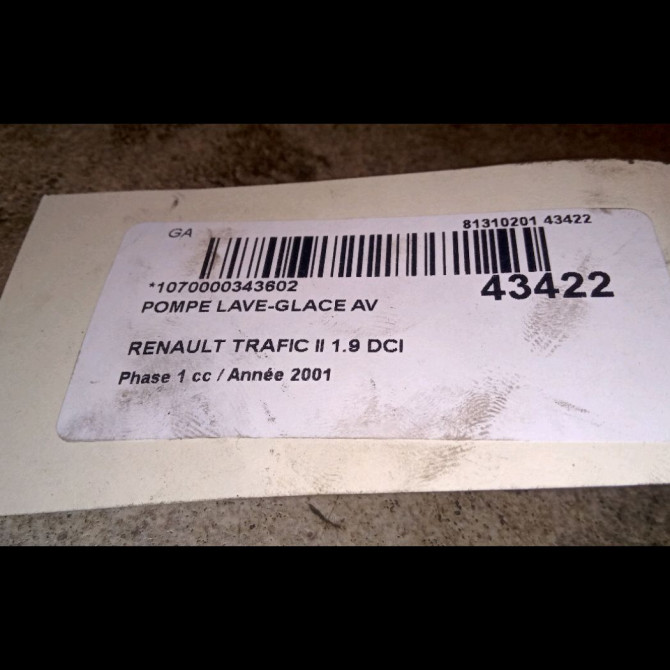 GA 81310201 43422
*1070000343602 43422
POMPE LAVE-GLACE AV
RENAULT TRAFIC II 1.9 DCI
Phase 1 cc / Année 2001